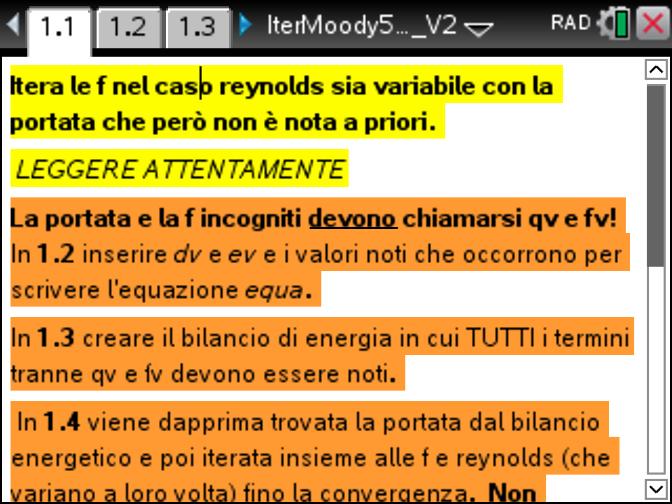 1.1 1.2 1.3 IterMoody5..._V2 RAD
Itera le f nel caso reynolds sia variabile con la
portata che però non è nota a priori.
LEGGERE ATTENTAMENTE
La portata e la f incogniti devono chiamarsi qv e fv!
In 1.2 inserire dv e ev e i valori noti che occorrono per
scrivere l'equazione equa.
In 1.3 creare il bilancio di energia in cui TUTTI i termini
tranne qv e fv devono essere noti.
In 1.4 viene dapprima trovata la portata dal bilancio
energetico e poi iterata insieme alle f e reynolds (che
variano a loro volta) fino la convergenza. Non